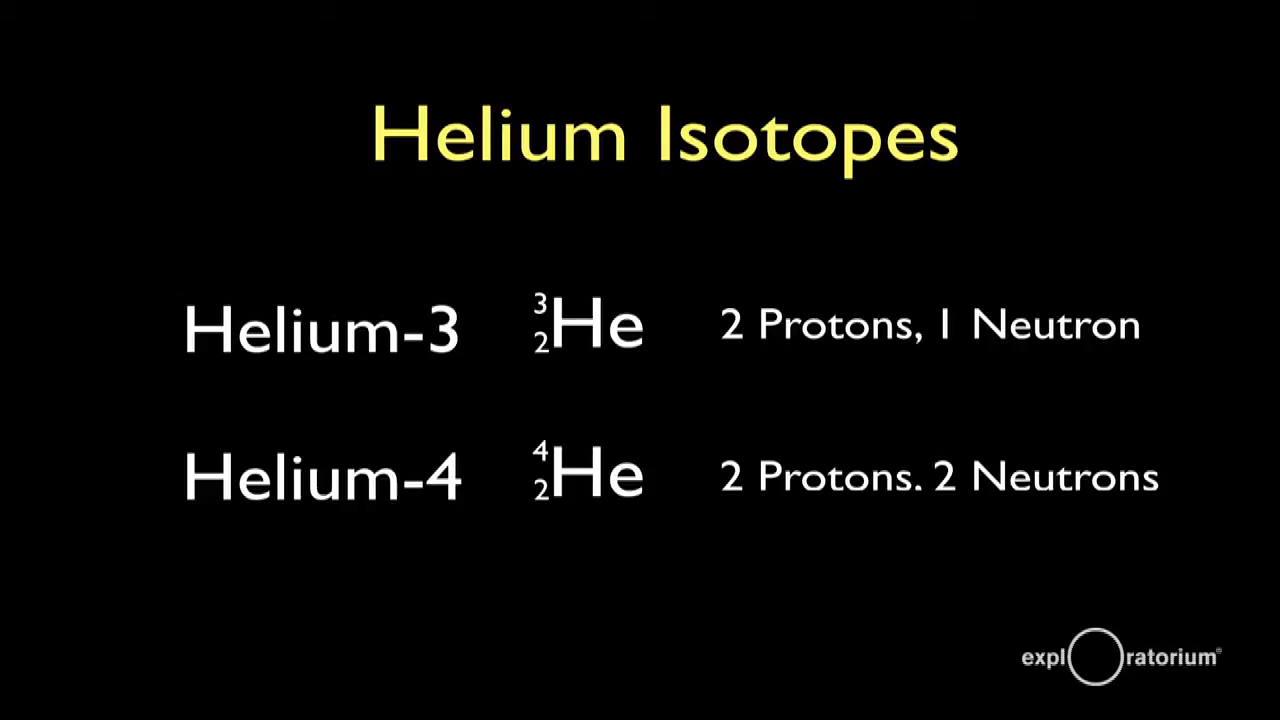 Helium Isotopes
Helium-3 ³₂He 2 Protons, 1 Neutron
Helium-4 ⁴₂He 2 Protons. 2 Neutrons
exploratorium®